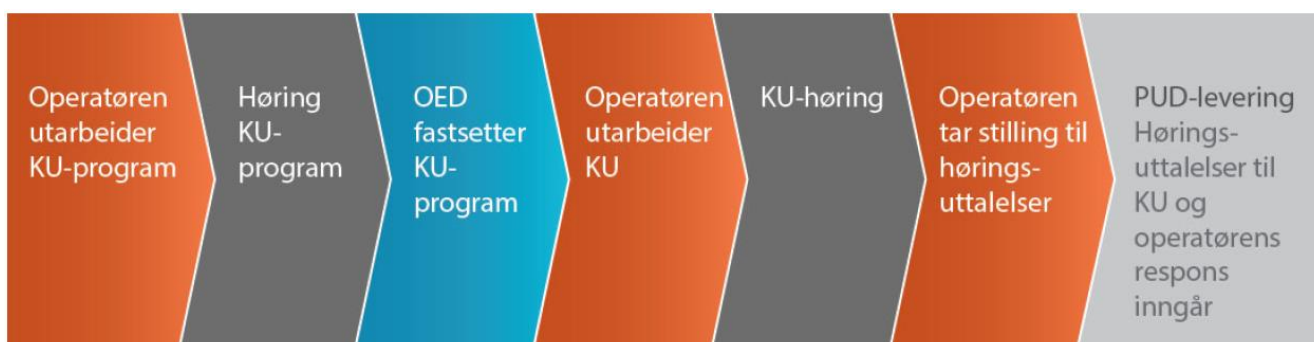 Operatøren
utarbeider
KU-program
Høring
KU-
program
OED
fastsetter
KU-
program
Operatøren
utarbeider
KU
KU-høring
Operatøren
tar stilling til
hørings-
uttalelser
PUD-levering
Hørings-
uttalelser til
KU og
operatørens
respons
inngår